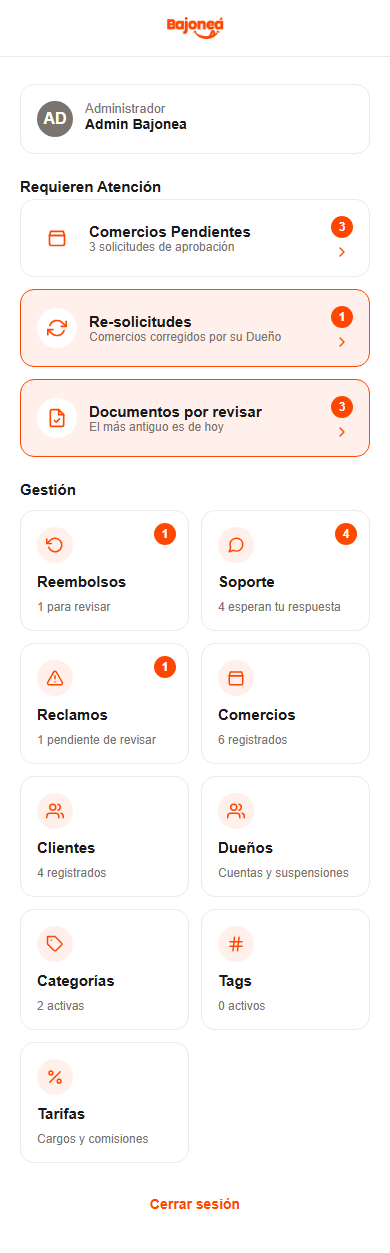 Bajoneá
AD
Administrador
Admin Bajonea
Requieren Atención
Comercios Pendientes
3 solicitudes de aprobación
3
Re-solicitudes
Comercios corregidos por su Dueño
1
Documentos por revisar
El más antiguo es de hoy
3
Gestión
1
Reembolsos
1 para revisar
4
Soporte
4 esperan tu respuesta
1
Reclamos
1 pendiente de revisar
Comercios
6 registrados
Clientes
4 registrados
Dueños
Cuentas y suspensiones
Categorías
2 activas
Tags
0 activos
Tarifas
Cargos y comisiones
Cerrar sesión